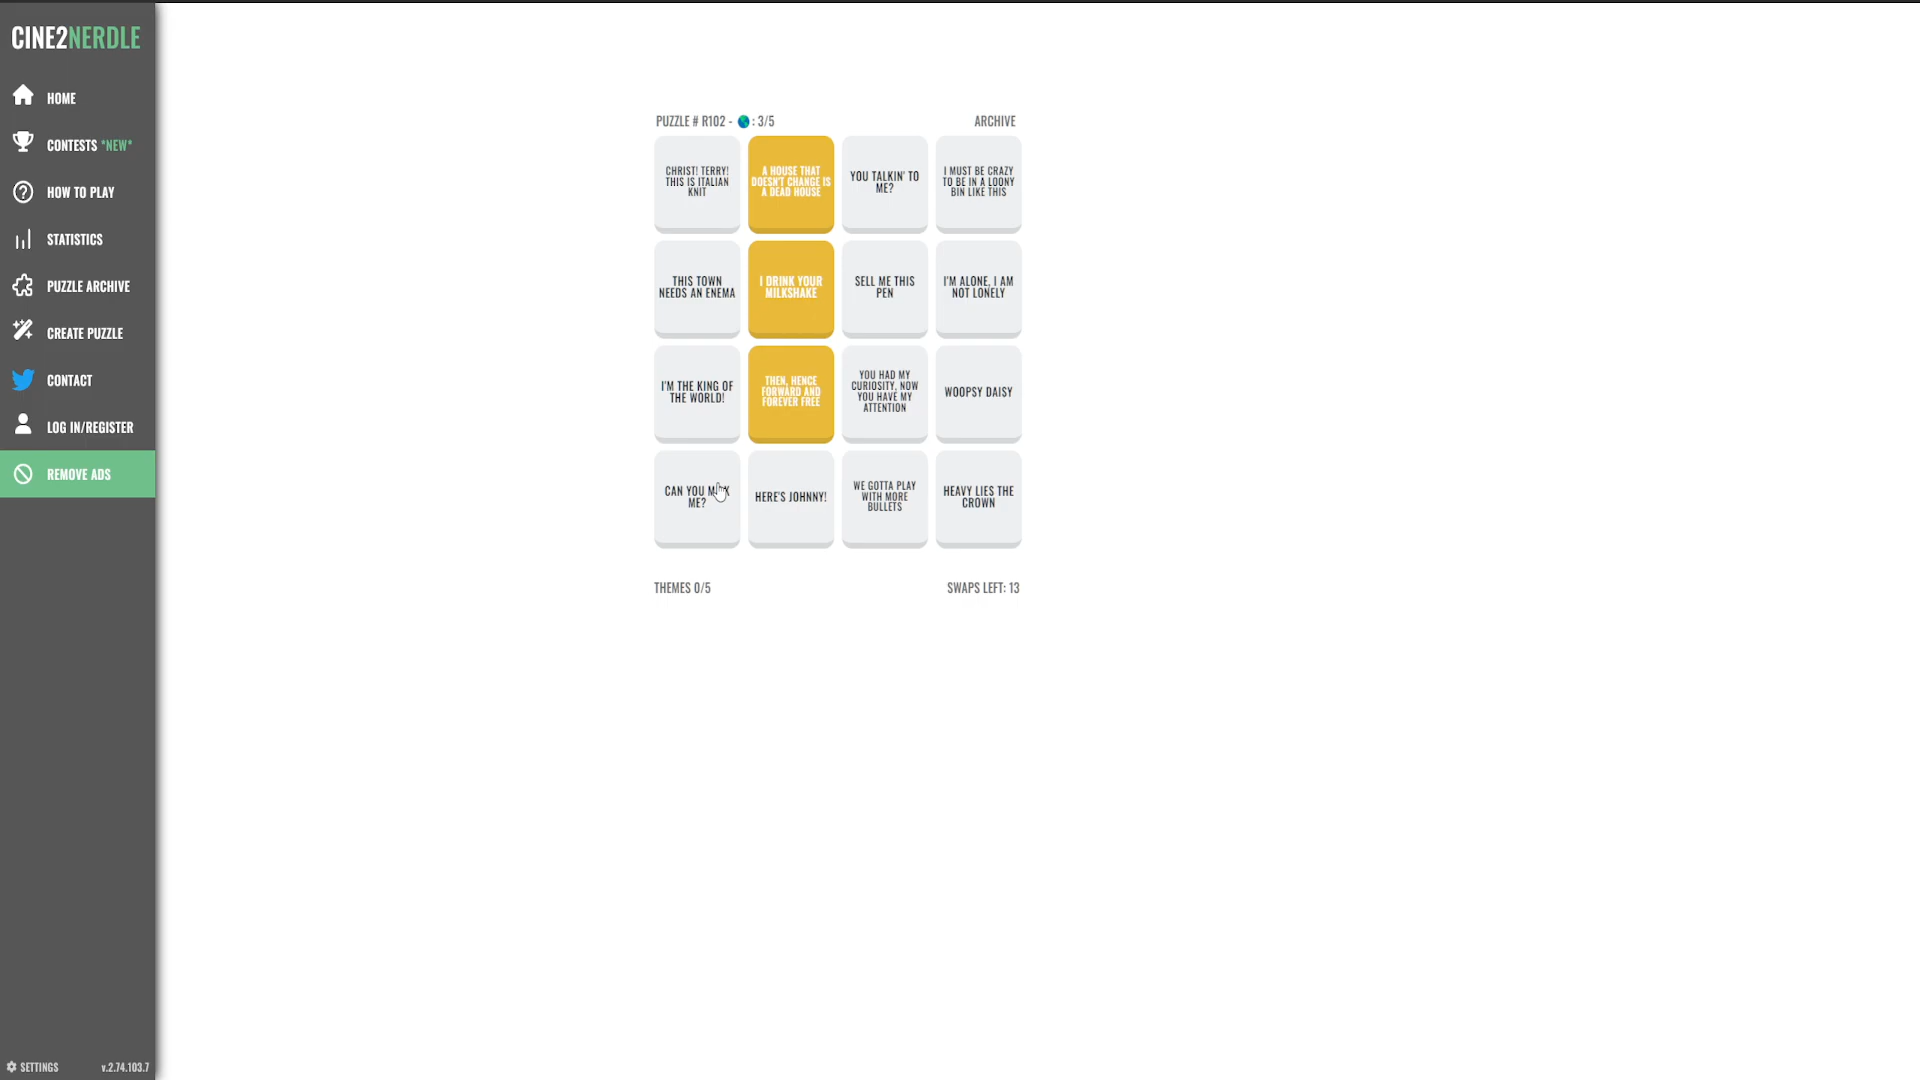 CINE2NERDLE
HOME
CONTESTS *NEW*
HOW TO PLAY
STATISTICS
PUZZLE ARCHIVE
CREATE PUZZLE
CONTACT
LOG IN/REGISTER
REMOVE ADS
SETTINGS
v.2.74.103.7
PUZZLE # R102 - 🌎: 3/5
ARCHIVE
CHRIST! TERRY!
THIS IS ITALIAN
KNIT
A HOUSE THAT
DOESN'T CHANGE IS
A DEAD HOUSE
YOU TALKIN' TO
ME?
I MUST BE CRAZY
TO BE IN A LOONY
BIN LIKE THIS
THIS TOWN
NEEDS AN ENEMA
I DRINK YOUR
MILKSHAKE
SELL ME THIS
PEN
I'M ALONE, I AM
NOT LONELY
I'M THE KING OF
THE WORLD!
THEN, HENCE
FORWARD AND
FOREVER FREE
YOU HAD MY
CURIOSITY, NOW
YOU HAVE MY
ATTENTION
WOOPSY DAISY
CAN YOU
ME?
HERE'S JOHNNY!
WE GOTTA PLAY
WITH MORE
BULLETS
HEAVY LIES THE
CROWN
THEMES 0/5
SWAPS LEFT: 13